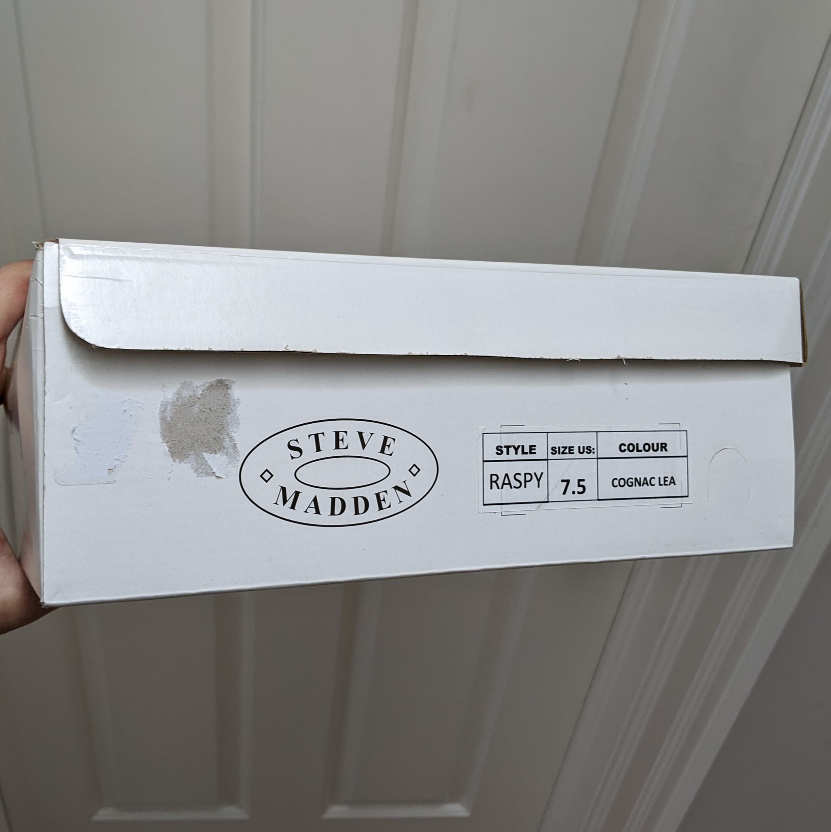 STEVE
MADDEN
STYLE SIZE US: COLOUR
RASPY 7.5 COGNAC LEA